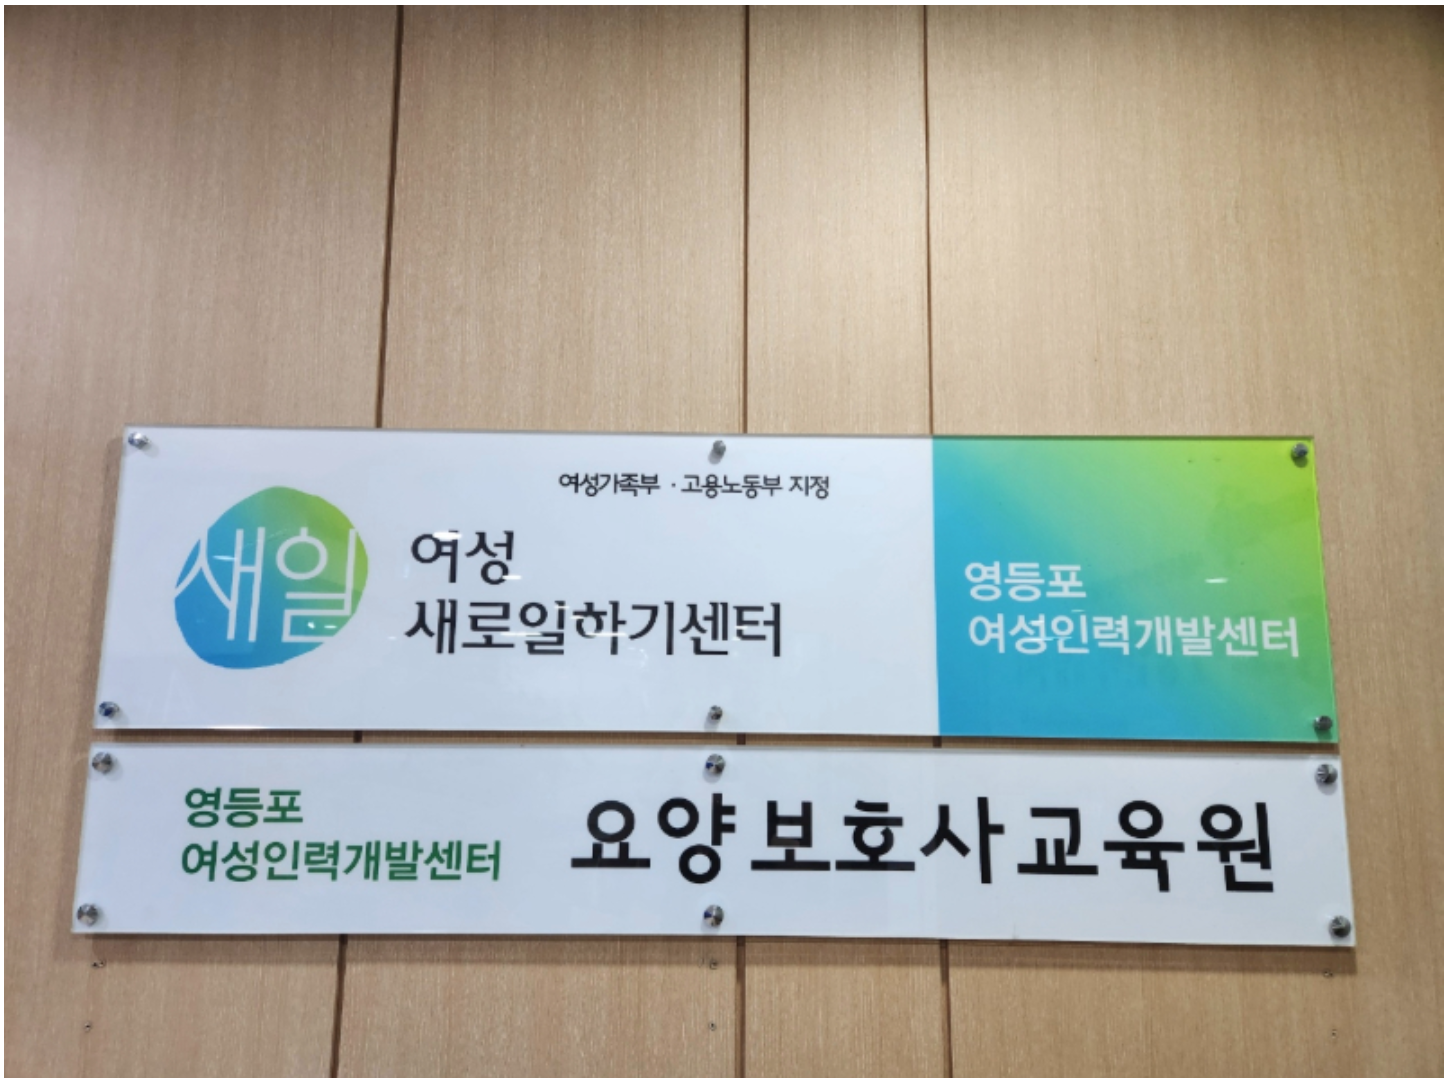 여성가족부 · 고용노동부 지정
새일
여성
새로일하기센터
영등포
여성인력개발센터
영등포
여성인력개발센터
요양보호사교육원